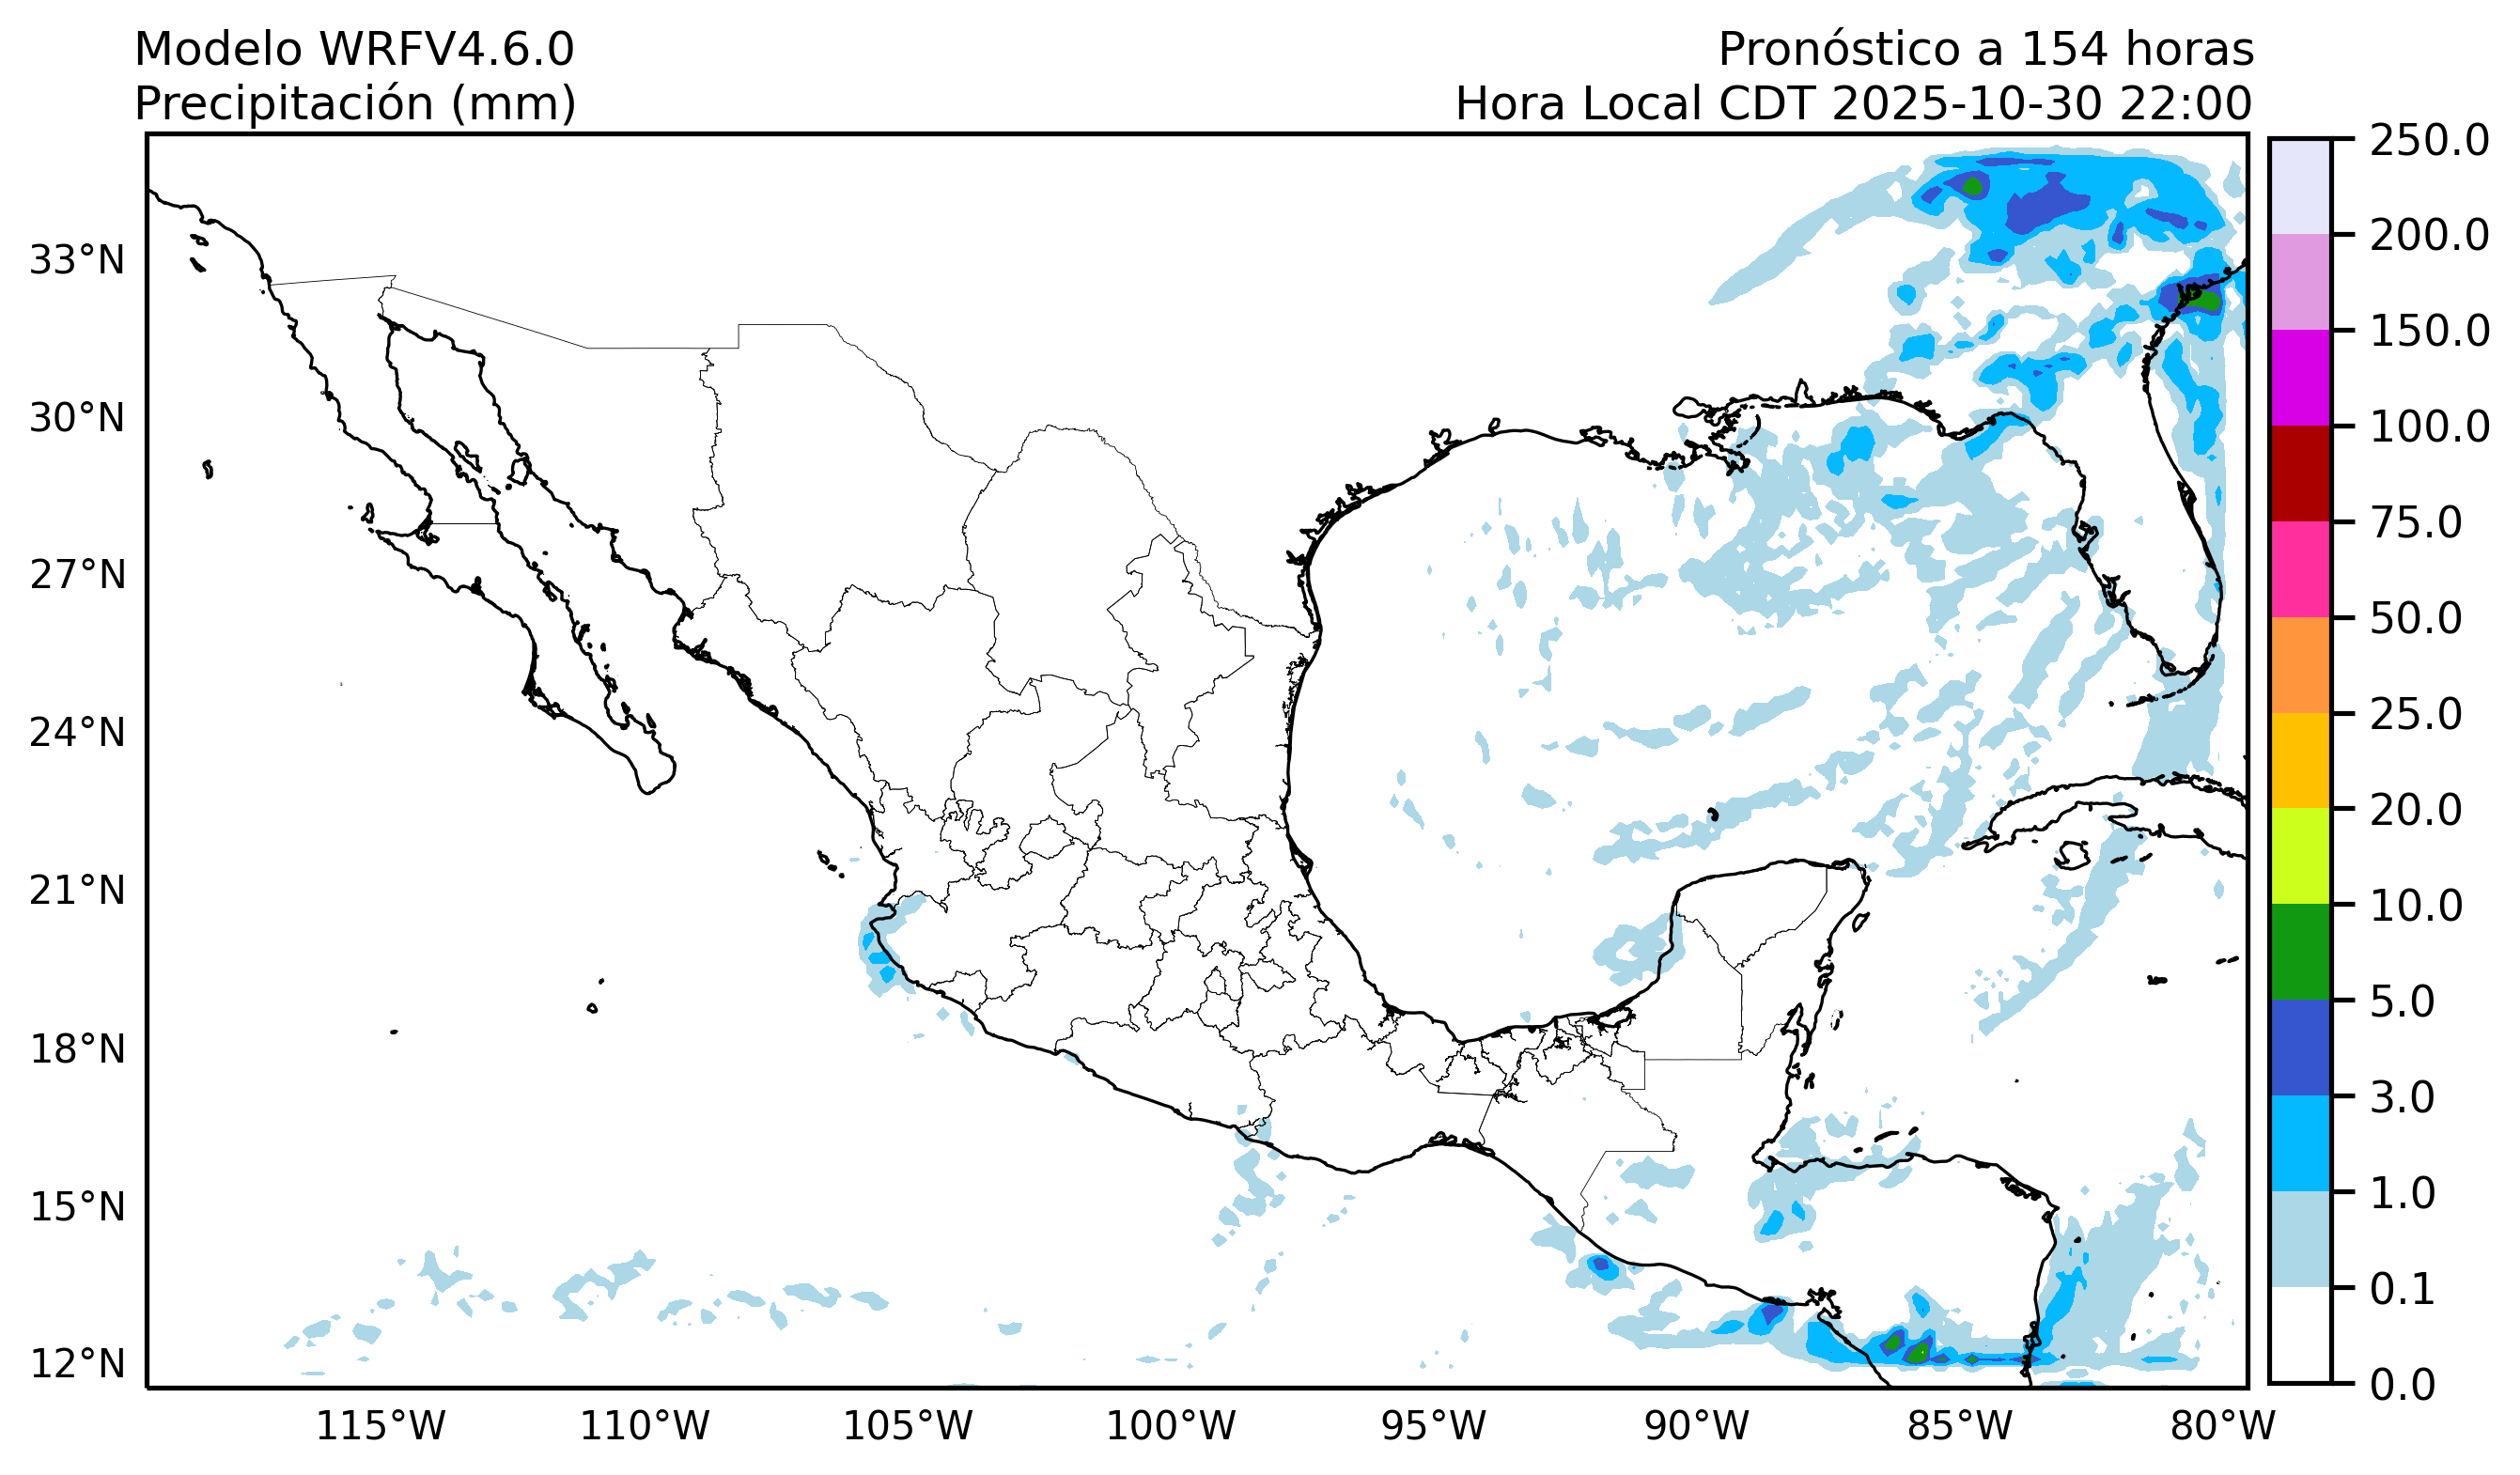 Modelo WRFV4.6.0
Precipitación (mm)
Pronóstico a 154 horas
Hora Local CDT 2025-10-30 22:00
33°N
30°N
27°N
24°N
21°N
18°N
15°N
12°N
115°W
110°W
105°W
100°W
95°W
90°W
85°W
80°W
250.0
200.0
150.0
100.0
75.0
50.0
25.0
20.0
10.0
5.0
3.0
1.0
0.1
0.0